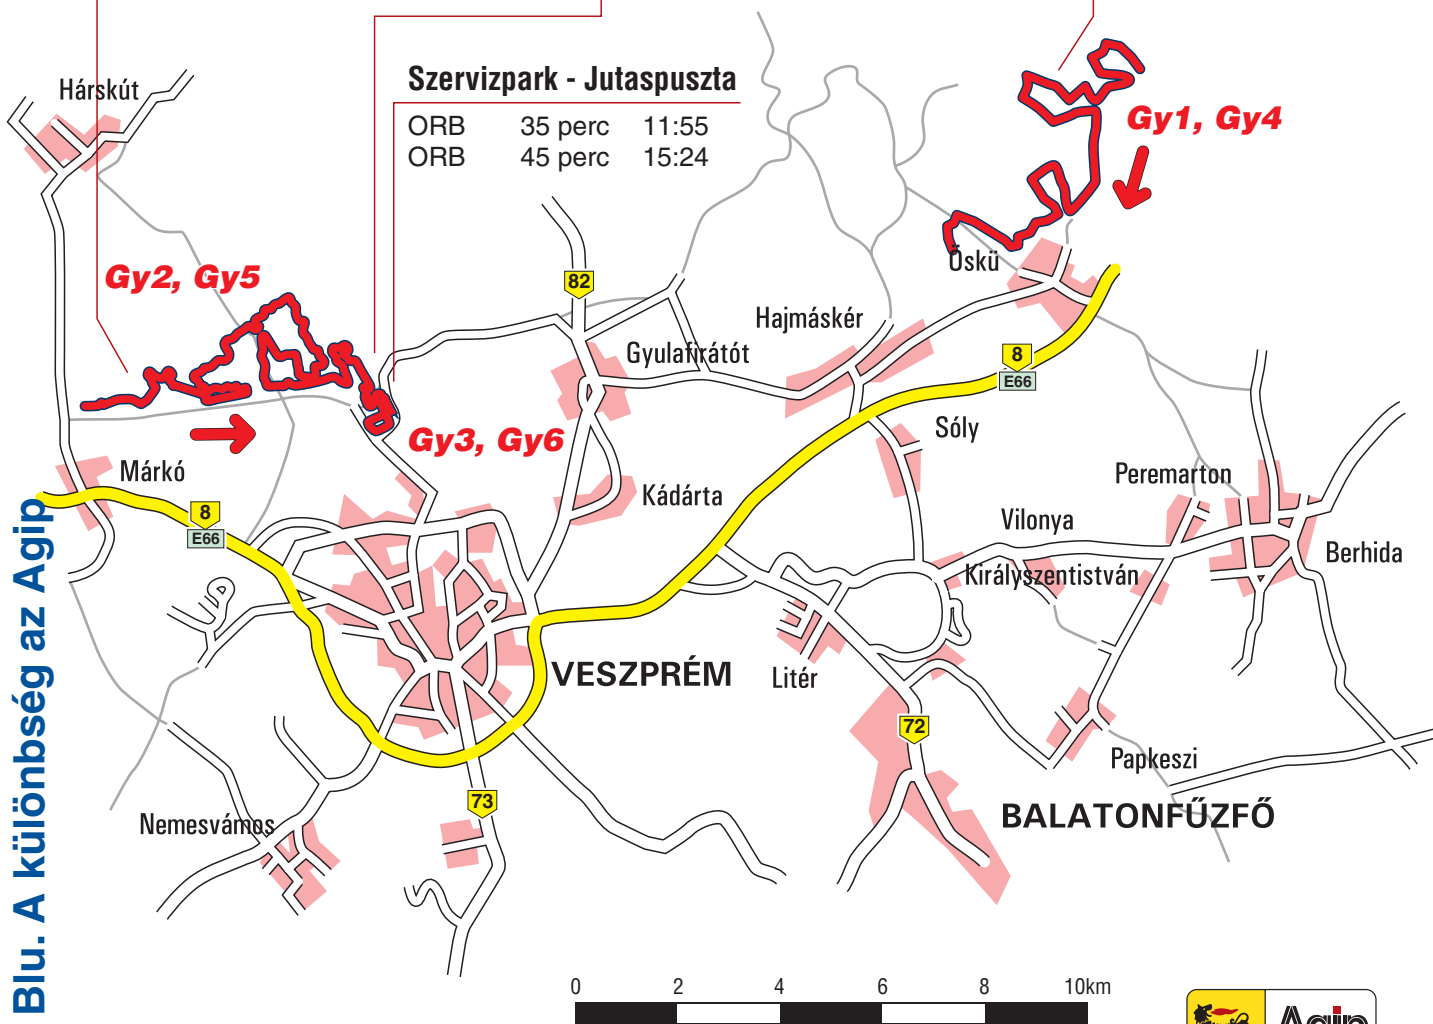 Szervizpark - Jutaspuszta
ORB 35 perc 11:55
ORB 45 perc 15:24
Hárskút
Gy1, Gy4
Gy2, Gy5
Öskü
82
Hajmáskér
Gyulafirátót
8
E66
Gy3, Gy6
Sóly
Márkó
Kádárta
Peremarton
8
E66
Vilonya
Berhida
Királyszentistván
VESZPRÉM
Litér
72
Papkeszi
73
BALATONFŰZFŐ
Nemesvámos
Blu. A különbség az Agip
0 2 4 6 8 10km
Agip